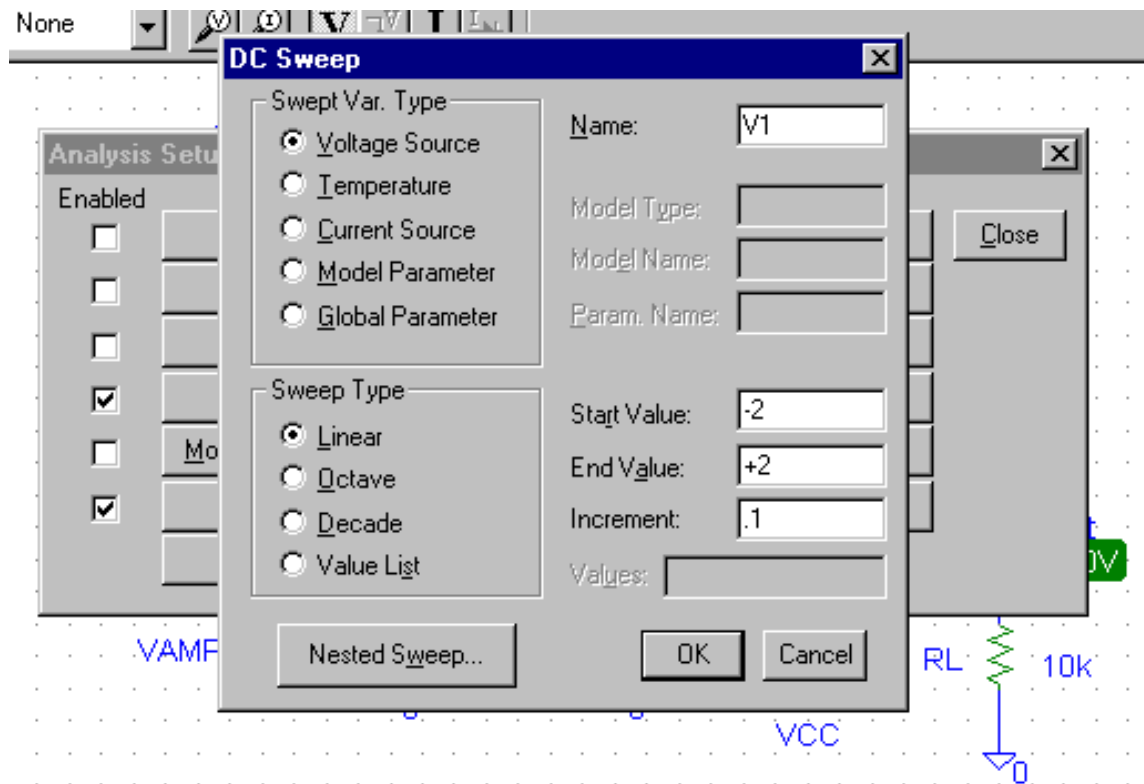 None
DC Sweep
Swept Var. Type
Voltage Source
Temperature
Current Source
Model Parameter
Global Parameter
Name: V1
Model Type:
Model Name:
Param. Name:
Sweep Type
Linear
Octave
Decade
Value List
Start Value: -2
End Value: +2
Increment: .1
Values:
Nested Sweep...
OK
Cancel
Analysis Setu
Enabled
Close
Mo
VAMP
RL
10k
VCC
0